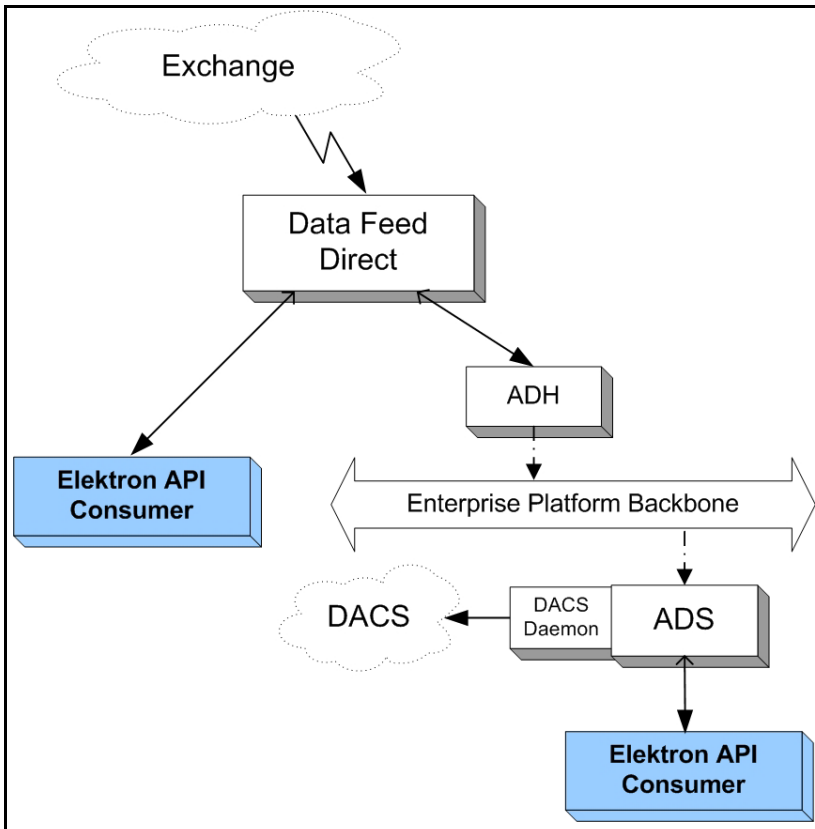 Exchange
Data Feed
Direct
ADH
Elektron API
Consumer
Enterprise Platform Backbone
DACS
DACS
Daemon
ADS
Elektron API
Consumer